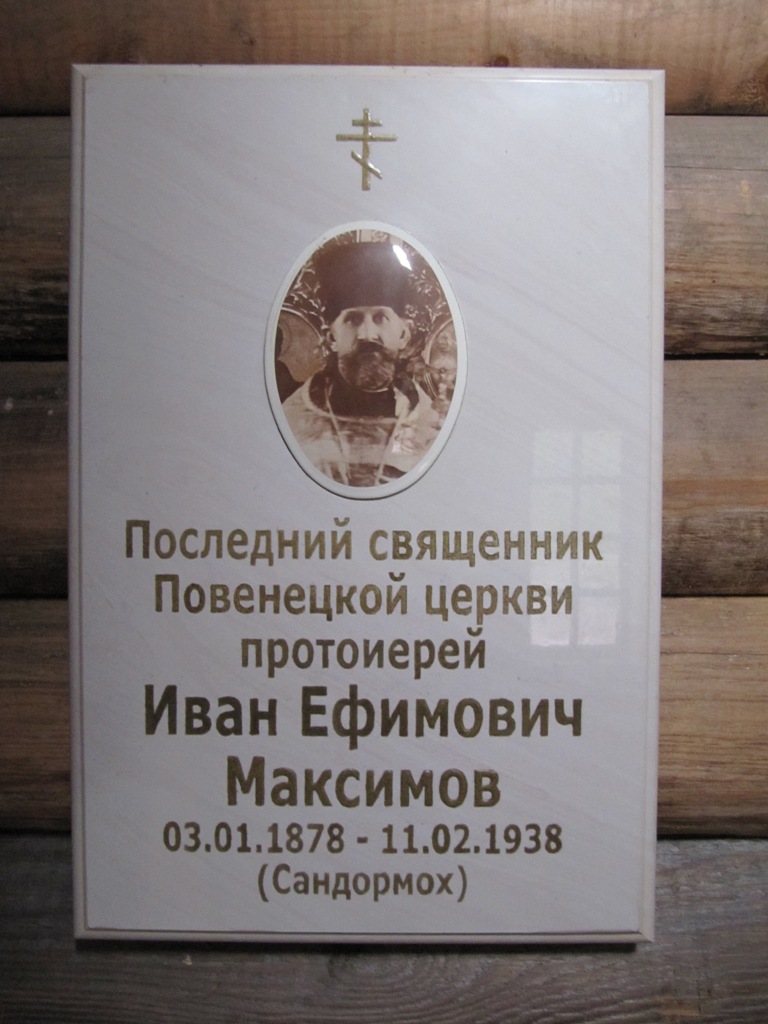 Последний священник
Повенецкой церкви
протоиерей
Иван Ефимович
Максимов
03.01.1878 - 11.02.1938
(Сандормох)